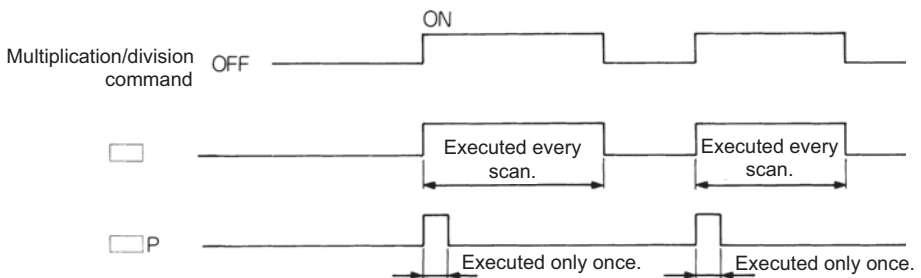 ON
Multiplication/division
command
OFF
Executed every
scan.
Executed every
scan.
P
Executed only once.
Executed only once.